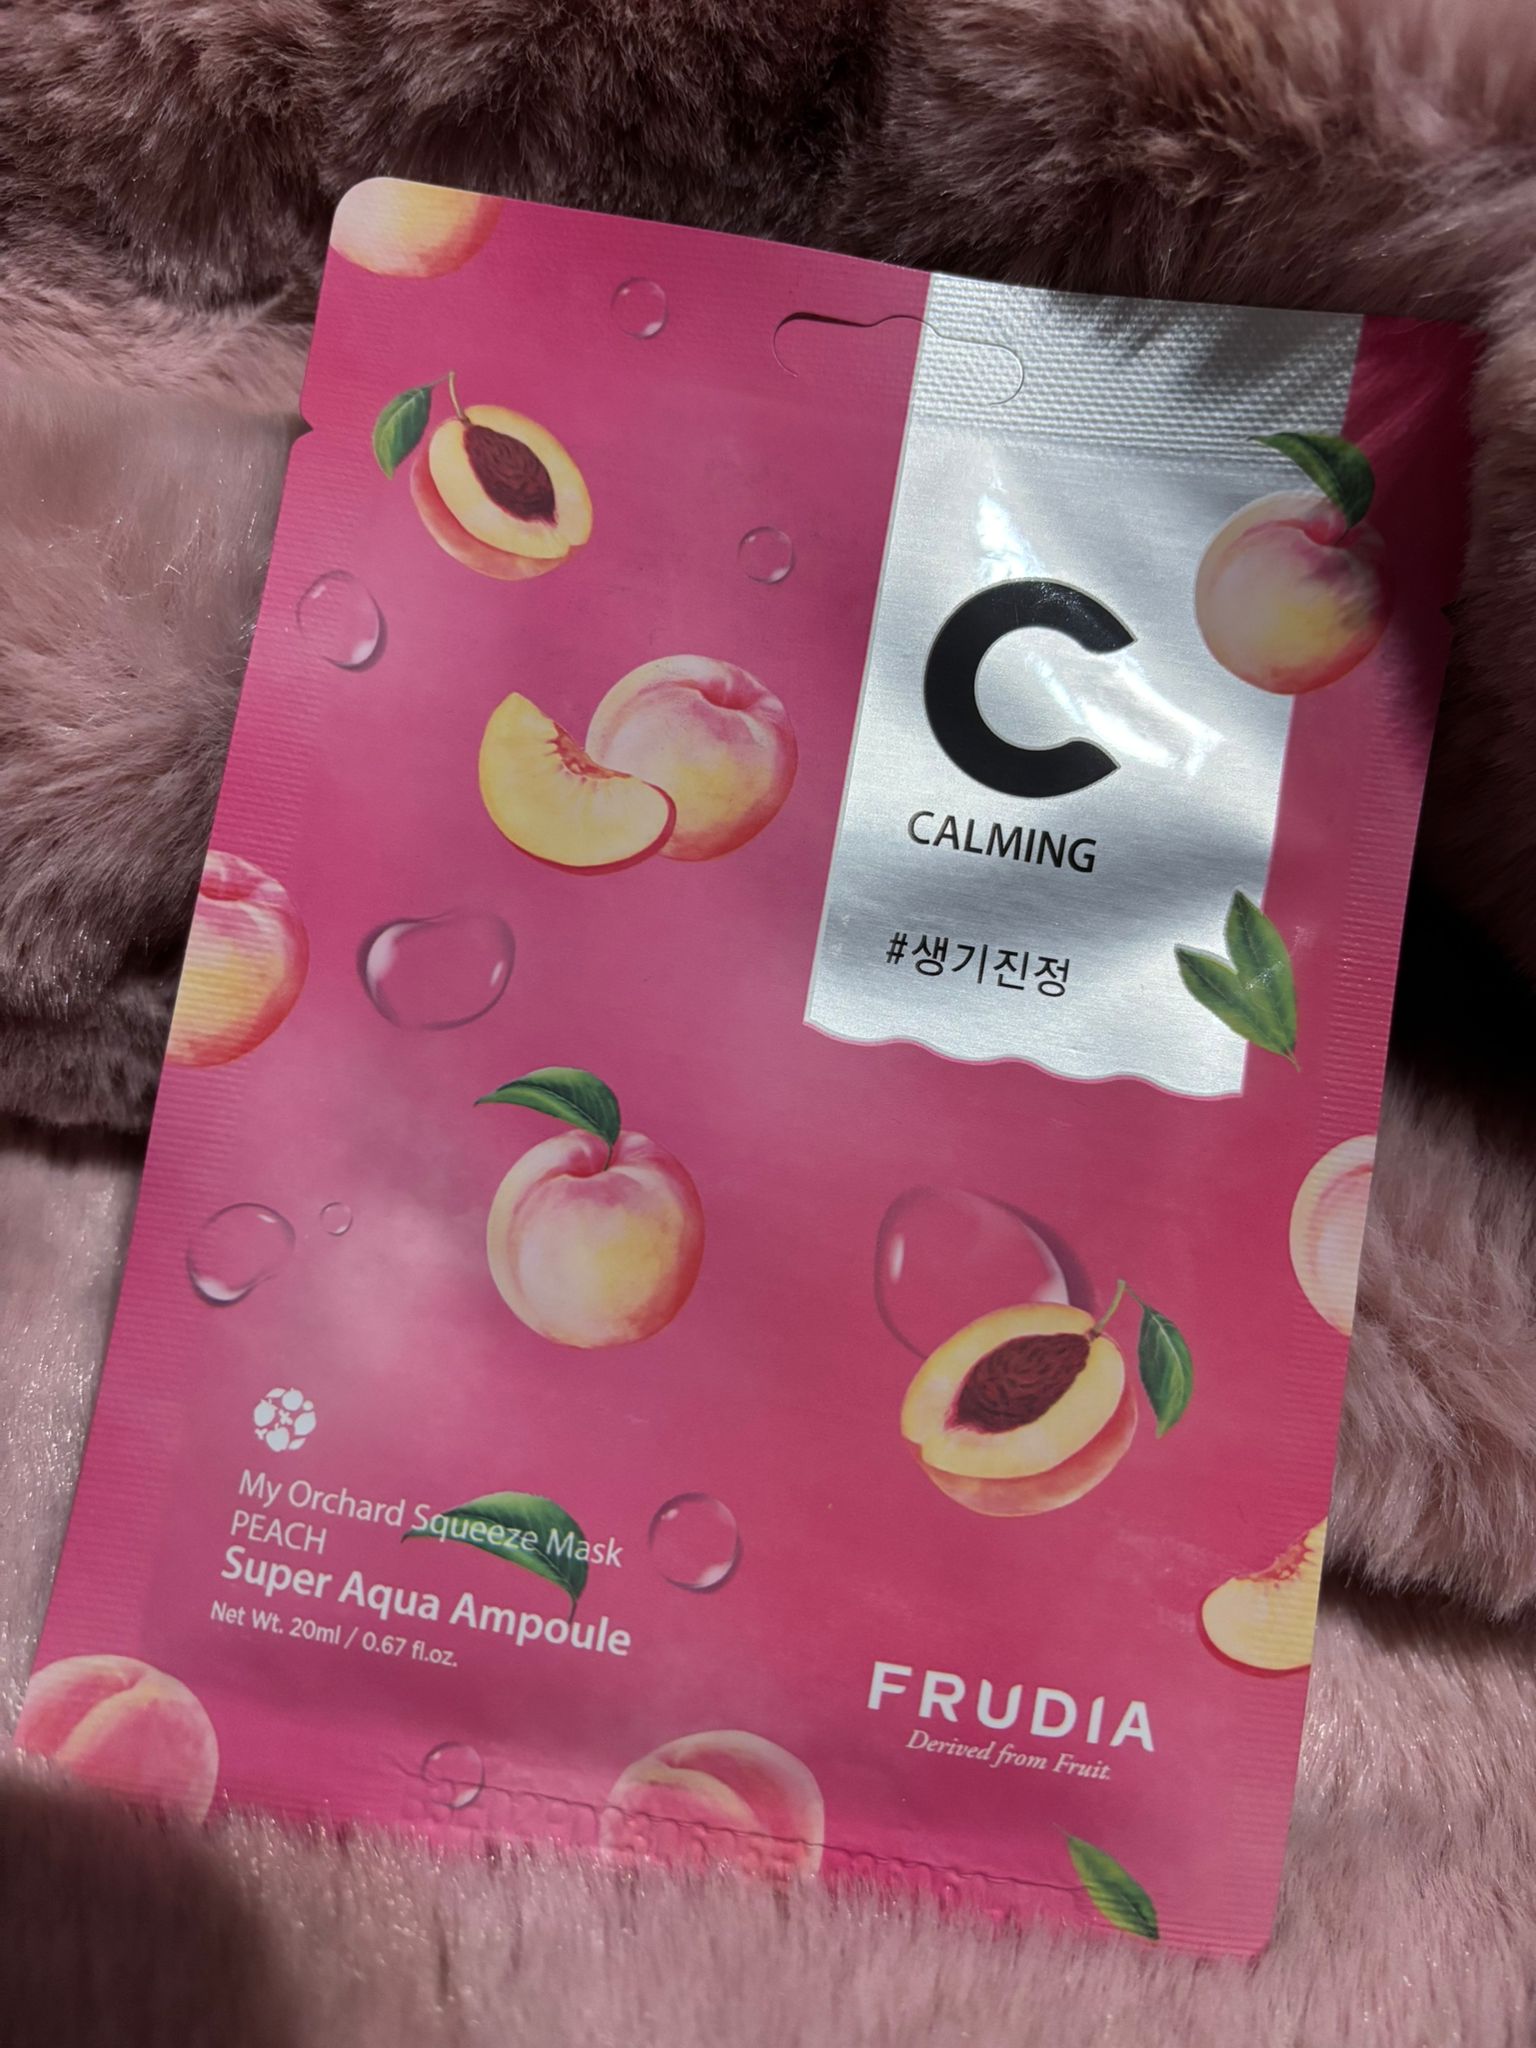 C
CALMING
#생기진정
My Orchard Squeeze Mask
PEACH
Super Aqua Ampoule
Net Wt. 20ml / 0.67 fl.oz.
FRUDIA
Derived from Fruit.